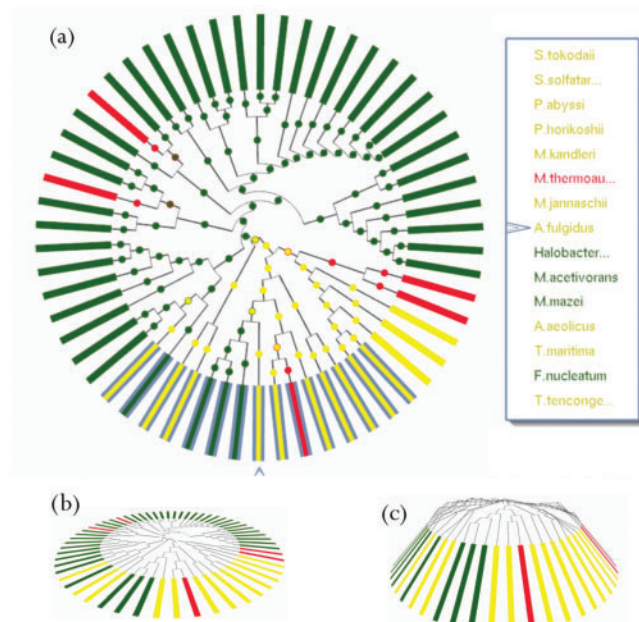 (a)
S.tokodaii
S.solfatar...
P.abyssi
P.horikoshii
M.kandleri
M.thermoau...
M.jannaschii
A.fulgidus
Halobacter...
M.acetivorans
M.mazei
A.aeolicus
T.maritima
F.nucleatum
T.tenconge...
(b)
(c)